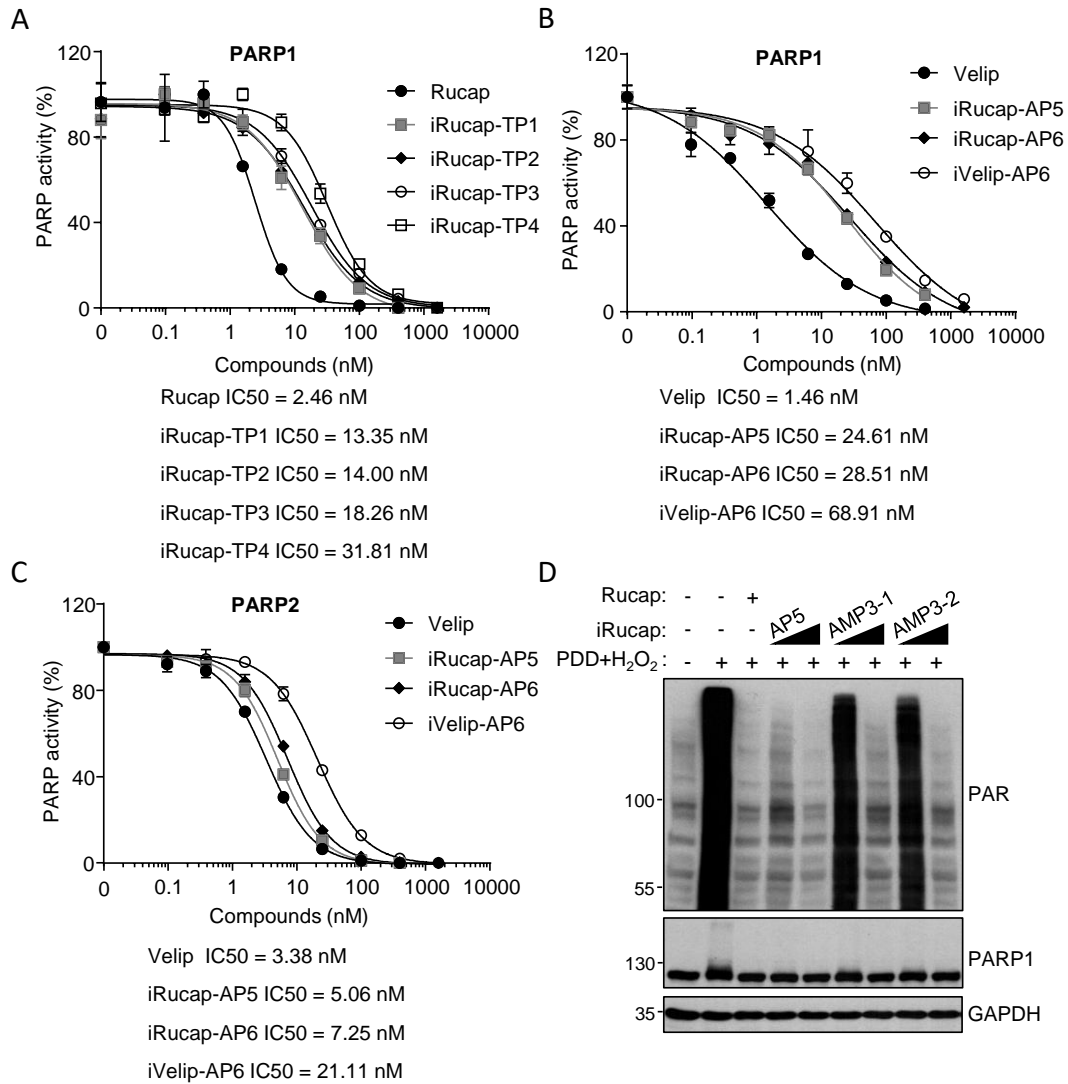 A
PARP1
120
80
40
0
PARP activity (%)
0 0.1 1 10 100 1000 10000
Compounds (nM)
Rucap
iRucap-TP1
iRucap-TP2
iRucap-TP3
iRucap-TP4
Rucap IC50 = 2.46 nM
iRucap-TP1 IC50 = 13.35 nM
iRucap-TP2 IC50 = 14.00 nM
iRucap-TP3 IC50 = 18.26 nM
iRucap-TP4 IC50 = 31.81 nM
B
PARP1
120
80
40
0
PARP activity (%)
0 0.1 1 10 100 1000 10000
Compounds (nM)
Velip
iRucap-AP5
iRucap-AP6
iVelip-AP6
Velip IC50 = 1.46 nM
iRucap-AP5 IC50 = 24.61 nM
iRucap-AP6 IC50 = 28.51 nM
iVelip-AP6 IC50 = 68.91 nM
C
PARP2
120
80
40
0
PARP activity (%)
0 0.1 1 10 100 1000 10000
Compounds (nM)
Velip
iRucap-AP5
iRucap-AP6
iVelip-AP6
Velip IC50 = 3.38 nM
iRucap-AP5 IC50 = 5.06 nM
iRucap-AP6 IC50 = 7.25 nM
iVelip-AP6 IC50 = 21.11 nM
D
Rucap: - - +
AP5 AMP3-1 AMP3-2
iRucap: - - -
PDD+H₂O₂ : - + + + + + + + +
100
55
PAR
130
PARP1
35
GAPDH